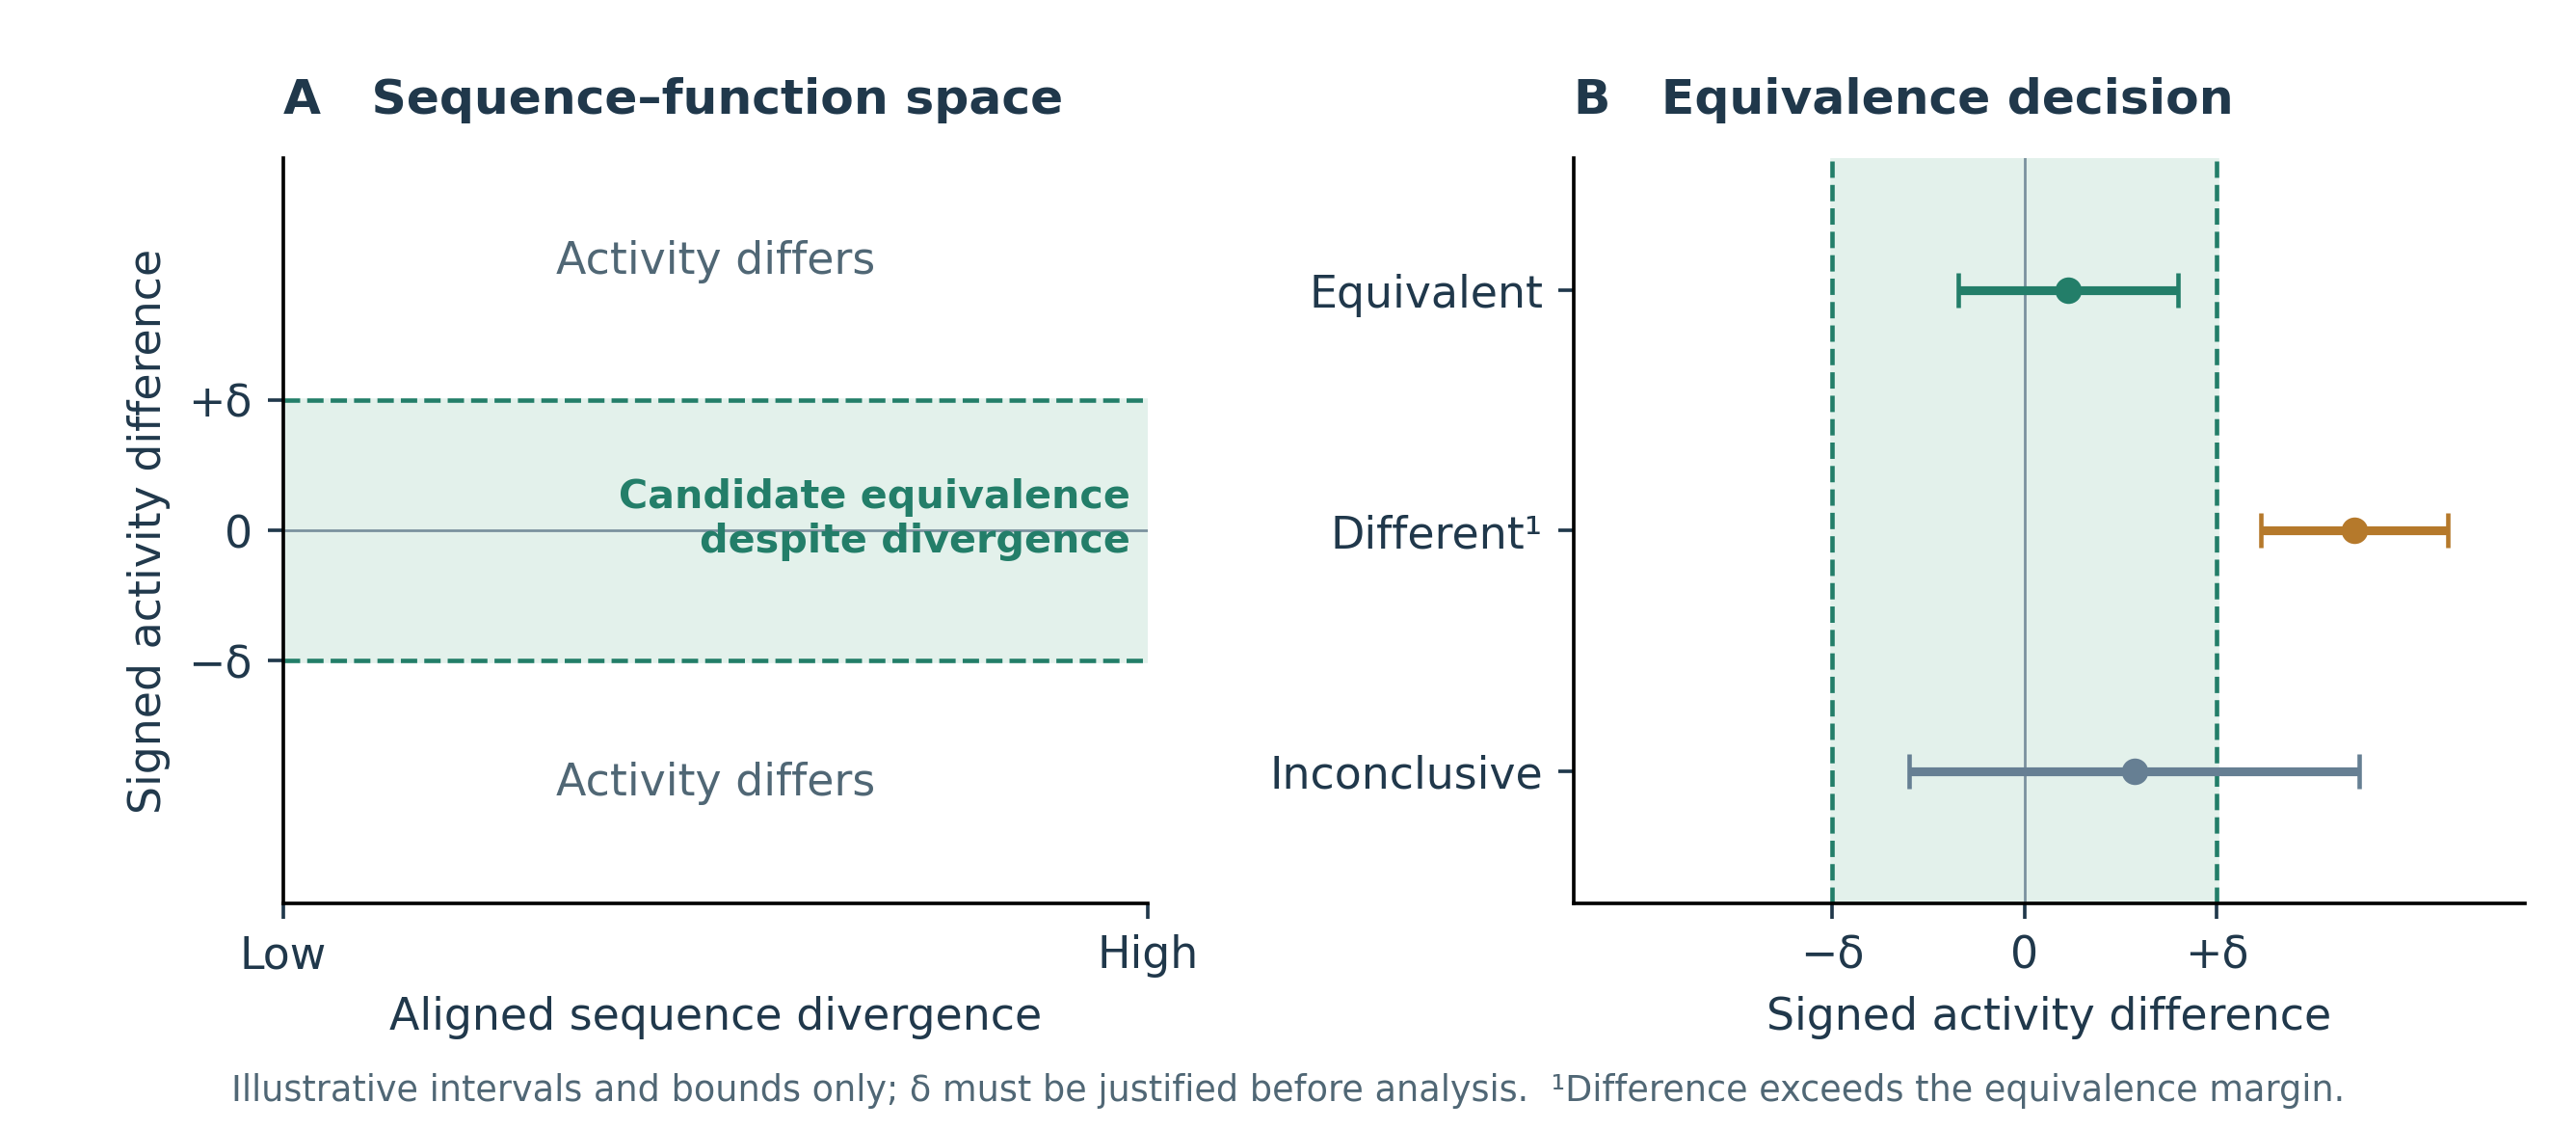 A Sequence–function space
Signed activity difference
+δ
0
−δ
Activity differs
Candidate equivalence
despite divergence
Activity differs
Low
High
Aligned sequence divergence
B Equivalence decision
Equivalent
Different¹
Inconclusive
−δ
0
+δ
Signed activity difference
Illustrative intervals and bounds only; δ must be justified before analysis. ¹Difference exceeds the equivalence margin.